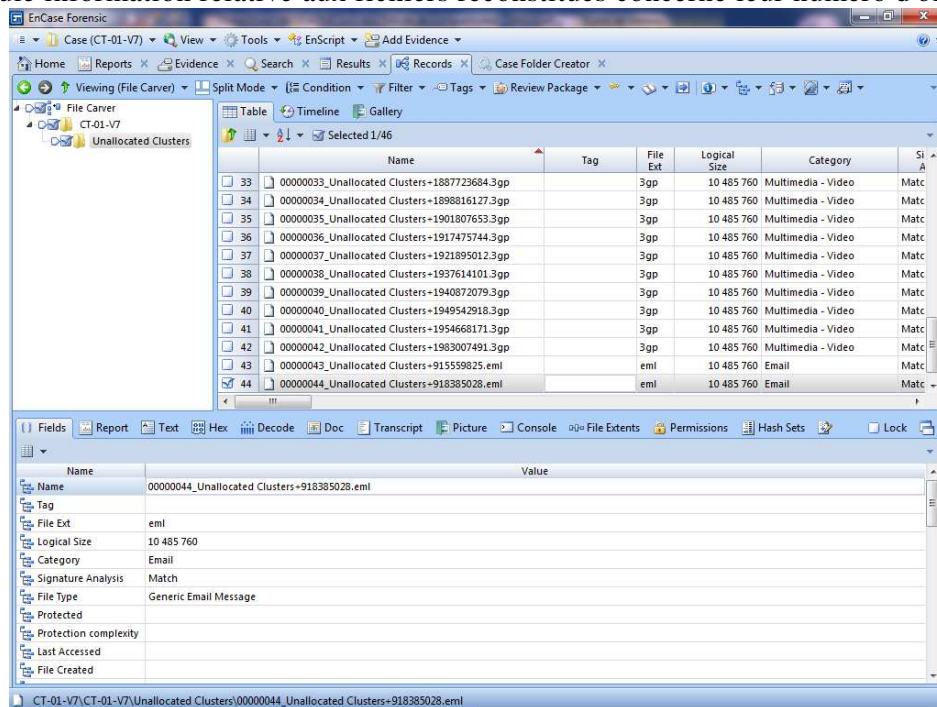 EnCase Forensic
Case (CT-01-V7) View Tools EnScript Add Evidence
Home Reports Evidence Search Results Records Case Folder Creator
Viewing (File Carver) Split Mode Condition Filter Tags Review Package
File Carver
CT-01-V7
Unallocated Clusters
Table Timeline Gallery
Selected 1/46
Name Tag File Ext Logical Size Category
33 00000033_Unallocated Clusters+1887723684.3gp 3gp 10 485 760 Multimedia - Video Matc
34 00000034_Unallocated Clusters+1898816127.3gp 3gp 10 485 760 Multimedia - Video Matc
35 00000035_Unallocated Clusters+1901807653.3gp 3gp 10 485 760 Multimedia - Video Matc
36 00000036_Unallocated Clusters+1917475744.3gp 3gp 10 485 760 Multimedia - Video Matc
37 00000037_Unallocated Clusters+1921895012.3gp 3gp 10 485 760 Multimedia - Video Matc
38 00000038_Unallocated Clusters+1937614101.3gp 3gp 10 485 760 Multimedia - Video Matc
39 00000039_Unallocated Clusters+1940872079.3gp 3gp 10 485 760 Multimedia - Video Matc
40 00000040_Unallocated Clusters+1949542918.3gp 3gp 10 485 760 Multimedia - Video Matc
41 00000041_Unallocated Clusters+1954668171.3gp 3gp 10 485 760 Multimedia - Video Matc
42 00000042_Unallocated Clusters+1983007491.3gp 3gp 10 485 760 Multimedia - Video Matc
43 00000043_Unallocated Clusters+915559825.eml eml 10 485 760 Email Matc
44 00000044_Unallocated Clusters+918385028.eml eml 10 485 760 Email Matc
Fields Report Text Hex Decode Doc Transcript Picture Console File Extents Permissions Hash Sets Lock
Name Value
Name 00000044_Unallocated Clusters+918385028.eml
Tag
File Ext eml
Logical Size 10 485 760
Category Email
Signature Analysis Match
File Type Generic Email Message
Protected
Protection complexity
Last Accessed
File Created
CT-01-V7\CT-01-V7\Unallocated Clusters\00000044_Unallocated Clusters+918385028.eml